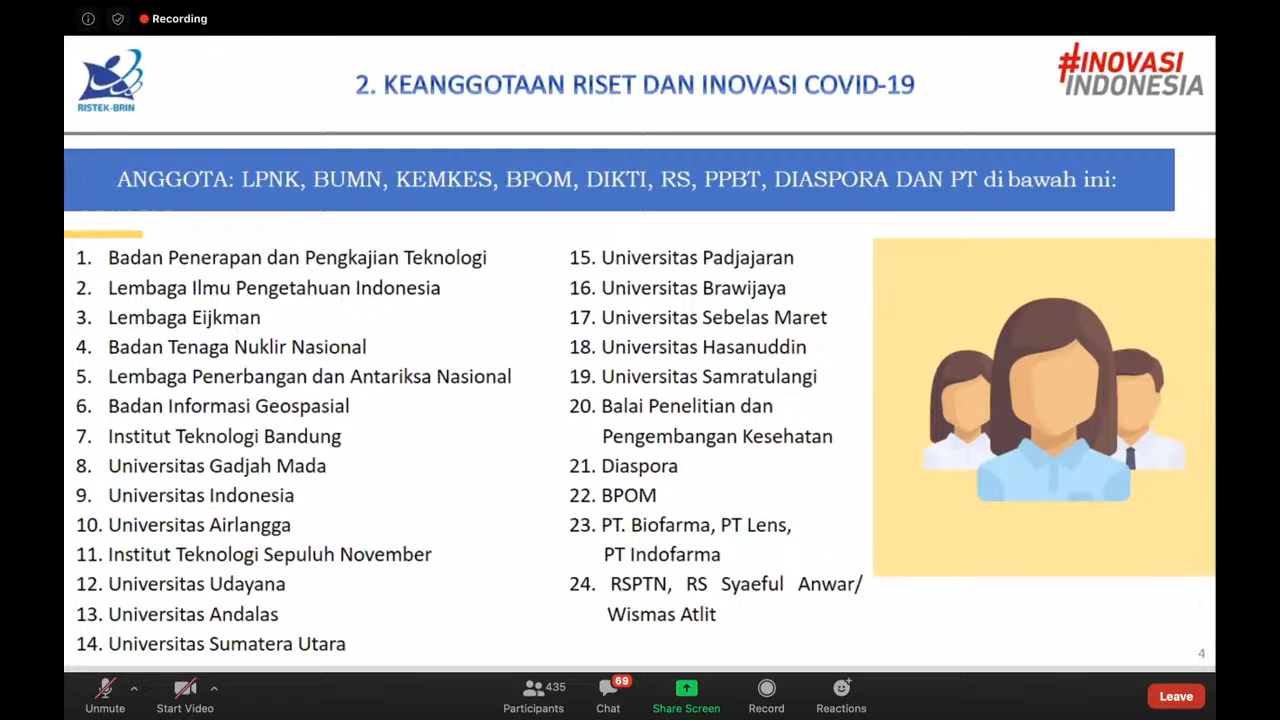 Recording
RISTEK-BRIN
2. KEANGGOTAAN RISET DAN INOVASI COVID-19
#INOVASI
INDONESIA
ANGGOTA: LPNK, BUMN, KEMKES, BPOM, DIKTI, RS, PPBT, DIASPORA DAN PT di bawah ini:
1. Badan Penerapan dan Pengkajian Teknologi
2. Lembaga Ilmu Pengetahuan Indonesia
3. Lembaga Eijkman
4. Badan Tenaga Nuklir Nasional
5. Lembaga Penerbangan dan Antariksa Nasional
6. Badan Informasi Geospasial
7. Institut Teknologi Bandung
8. Universitas Gadjah Mada
9. Universitas Indonesia
10. Universitas Airlangga
11. Institut Teknologi Sepuluh November
12. Universitas Udayana
13. Universitas Andalas
14. Universitas Sumatera Utara
15. Universitas Padjajaran
16. Universitas Brawijaya
17. Universitas Sebelas Maret
18. Universitas Hasanuddin
19. Universitas Samratulangi
20. Balai Penelitian dan
Pengembangan Kesehatan
21. Diaspora
22. BPOM
23. PT. Biofarma, PT Lens,
PT Indofarma
24. RSPTN, RS Syaeful Anwar/
Wismas Atlit
4
Unmute
Start Video
435
Participants
69
Chat
Share Screen
Record
Reactions
Leave